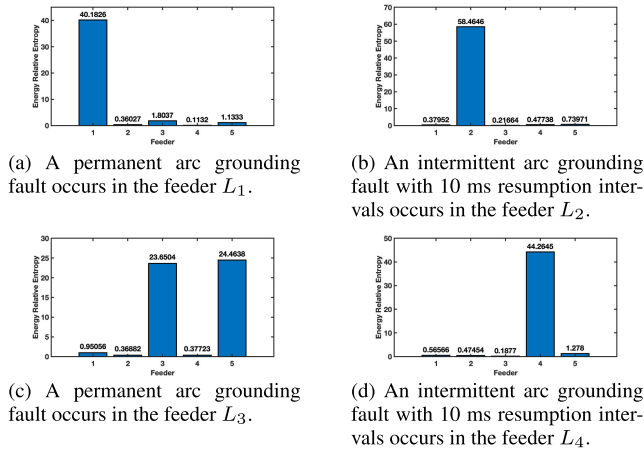 70
60
50
40
30
20
10
0
40
30
20
10
0
Energy Relative Entropy
40.1826
0.36027
1.8037
0.1132
1.1333
1 2 3 4 5
Feeder
Energy Relative Entropy
0.37952
58.4646
0.21664
0.47738
0.73971
1 2 3 4 5
Feeder
(a) A permanent arc grounding
fault occurs in the feeder L₁.
(b) An intermittent arc grounding
fault with 10 ms resumption inter-
vals occurs in the feeder L₂.
30
25
20
15
10
5
0
Energy Relative Entropy
0.95056
0.36882
23.6504
0.37723
24.4638
1 2 3 4 5
Feeder
50
40
30
20
10
0
Energy Relative Entropy
0.56566
0.47454
0.1877
44.2645
1.278
1 2 3 4 5
Feeder
(c) A permanent arc grounding
fault occurs in the feeder L₃.
(d) An intermittent arc grounding
fault with 10 ms resumption inter-
vals occurs in the feeder L₄.